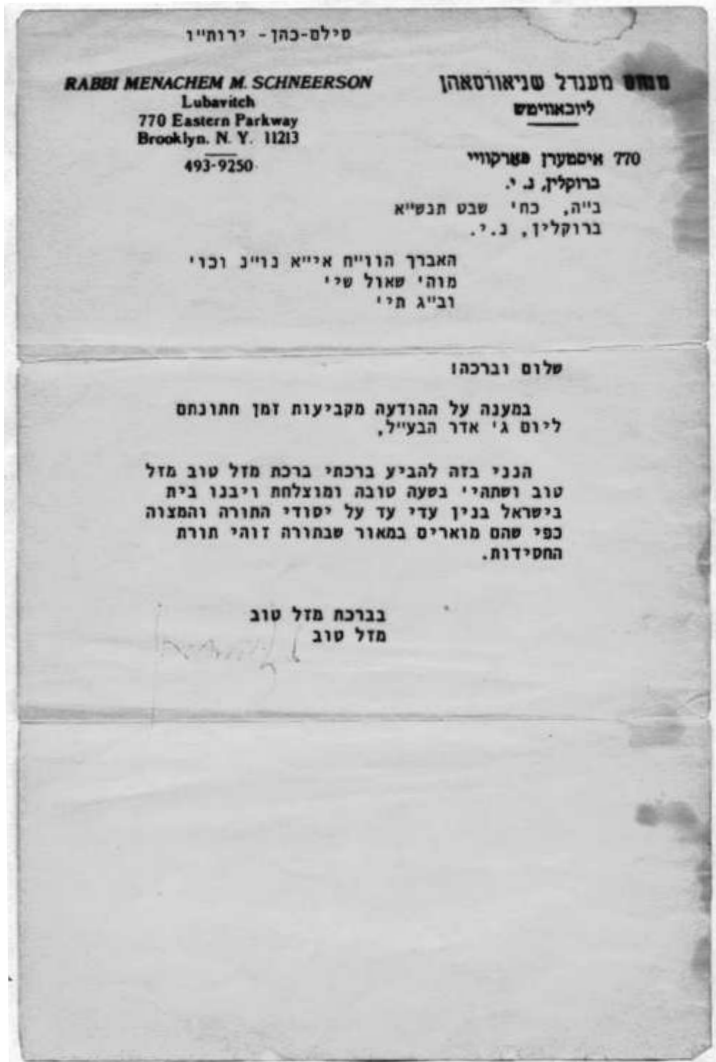 סילם-כהן- ירות"ו
RABBI MENACHEM M. SCHNEERSON
Lubavitch
770 Eastern Parkway
Brooklyn. N. Y. 11213
493-9250
מענדל שניאורסאהן
ליובאוויטש
770 איסטערן פארקוויי
ברוקלין, נ. י.
ב"ה, כח' שבט תנש"א
ברוקלין, נ.י.
האברך הוו"ח אי"א נו"נ וכו'
מוה' שאול שי'
וב"ג תי'
שלום וברכה!
במענה על ההודעה מקביעות זמן חתונתם
ליום ג' אדר הבע"ל,
הנני בזה להביע ברכתי ברכת מזל טוב מזל
טוב ושתהי' בשעה טובה ומוצלחת ויבנו בית
בישראל בנין עדי עד על יסודי התורה והמצוה
כפי שהם מוארים במאור שבתורה זוהי תורת
החסידות.
בברכת מזל טוב
מזל טוב